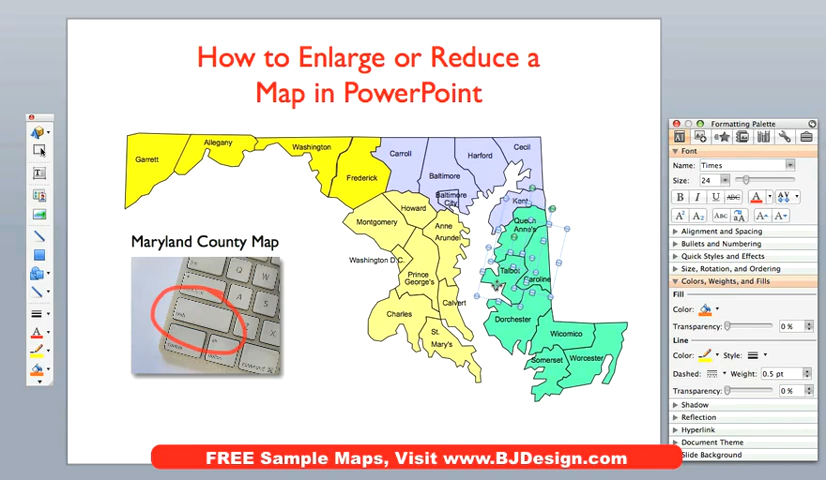 How to Enlarge or Reduce a
Map in PowerPoint
Garrett
Allegany
Washington
Frederick
Carroll
Harford
Cecil
Baltimore
Baltimore
City
Kent
Howard
Montgomery
Anne
Arundel
Queen
Anne's
Washington D.C.
Prince
George's
Talbot
Caroline
Calvert
Charles
St.
Mary's
Dorchester
Wicomico
Somerset
Worcester
Maryland County Map
Q W
A S
Z
FREE Sample Maps, Visit www.BJDesign.com
Formatting Palette
Font
Name: Times
Size: 24
B I U ABC
A² A₂ ABC
Alignment and Spacing
Bullets and Numbering
Quick Styles and Effects
Size, Rotation, and Ordering
Colors, Weights, and Fills
Fill
Color:
Transparency: 0 %
Line
Color: Style:
Dashed: Weight: 0.5 pt
Transparency: 0 %
Shadow
Reflection
Hyperlink
Document Theme
Slide Background